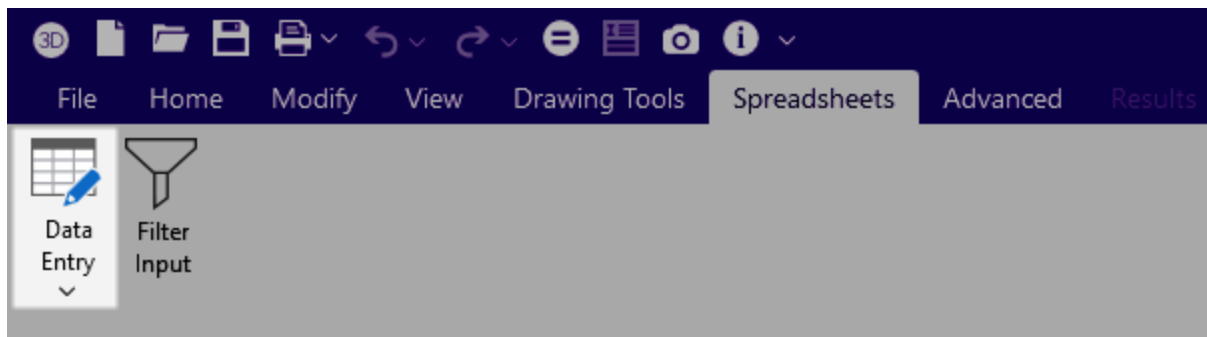 3D
File Home Modify View Drawing Tools Spreadsheets Advanced Results
Data Filter
Entry Input